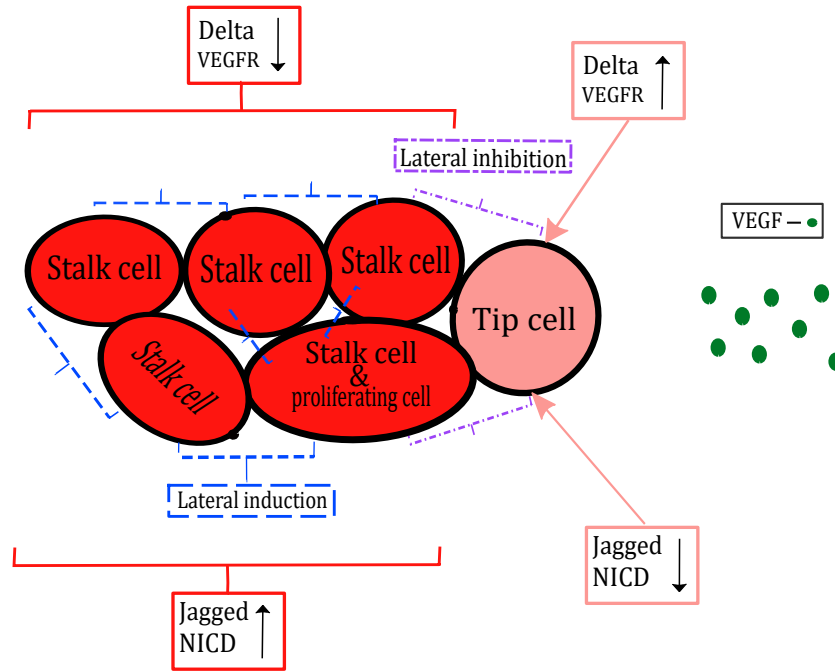 Delta
VEGFR
Delta
VEGFR
Lateral inhibition
VEGF
Stalk cell
Stalk cell
Stalk cell
Tip cell
Stalk cell
Stalk cell
&
proliferating cell
Lateral induction
Jagged
NICD
Jagged
NICD